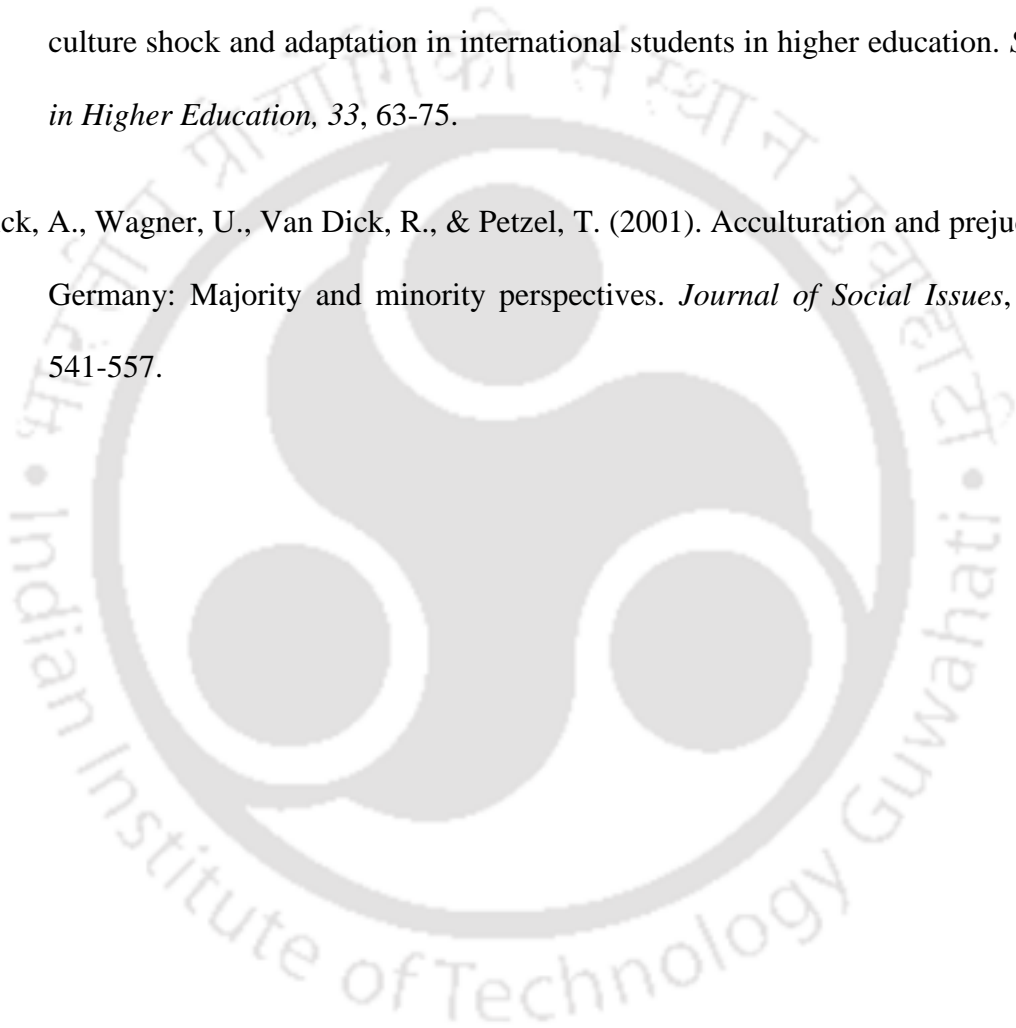 culture shock and adaptation in international students in higher education.
in Higher Education, 33, 63-75.
A., Wagner, U., Van Dick, R., & Petzel, T. (2001). Acculturation and
Germany: Majority and minority perspectives. Journal of Social Issues,
541-557.
भारतीय प्रौद्योगिकी संस्थान गुवाहाटी
Indian Institute of Technology Guwahati